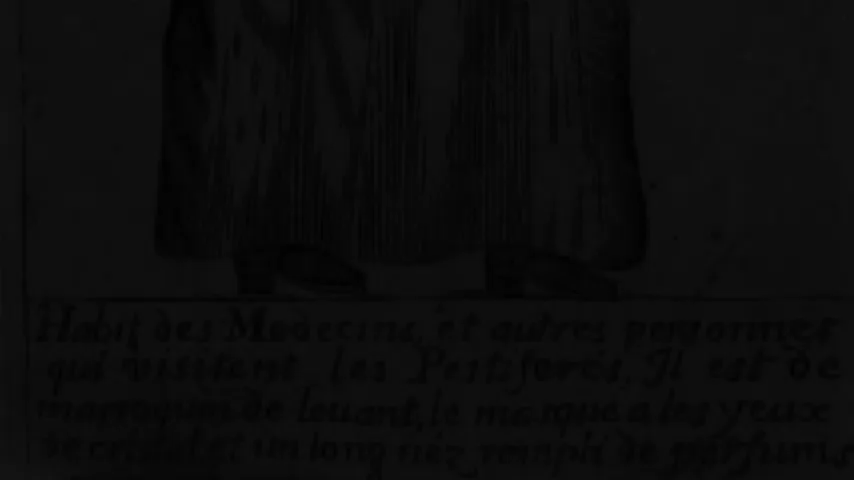 Habit des Medecins, et autres personnes
qui visitent les Pestiferés. Il est de
marroquin de leuant, le masque a les yeux
de cristal et un long néz rempli de parfums